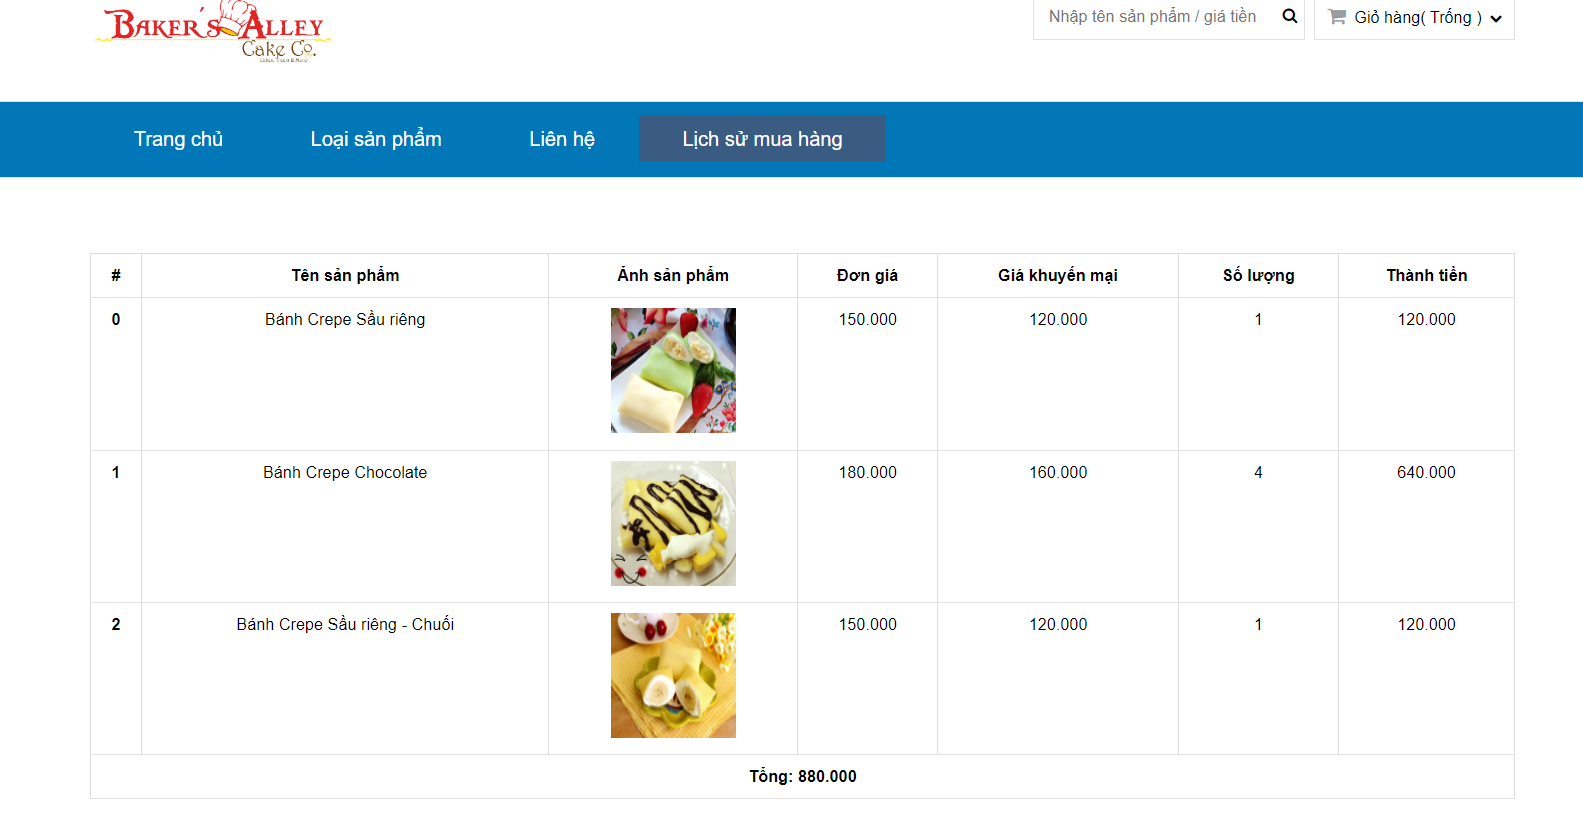 BAKER'S ALLEY
Cake Co.
Nhập tên sản phẩm / giá tiền
Giỏ hàng( Trống )
Trang chủ
Loại sản phẩm
Liên hệ
Lịch sử mua hàng
# Tên sản phẩm Ảnh sản phẩm Đơn giá Giá khuyến mại Số lượng Thành tiền
0 Bánh Crepe Sầu riêng 150.000 120.000 1 120.000
1 Bánh Crepe Chocolate 180.000 160.000 4 640.000
2 Bánh Crepe Sầu riêng - Chuối 150.000 120.000 1 120.000
Tổng: 880.000